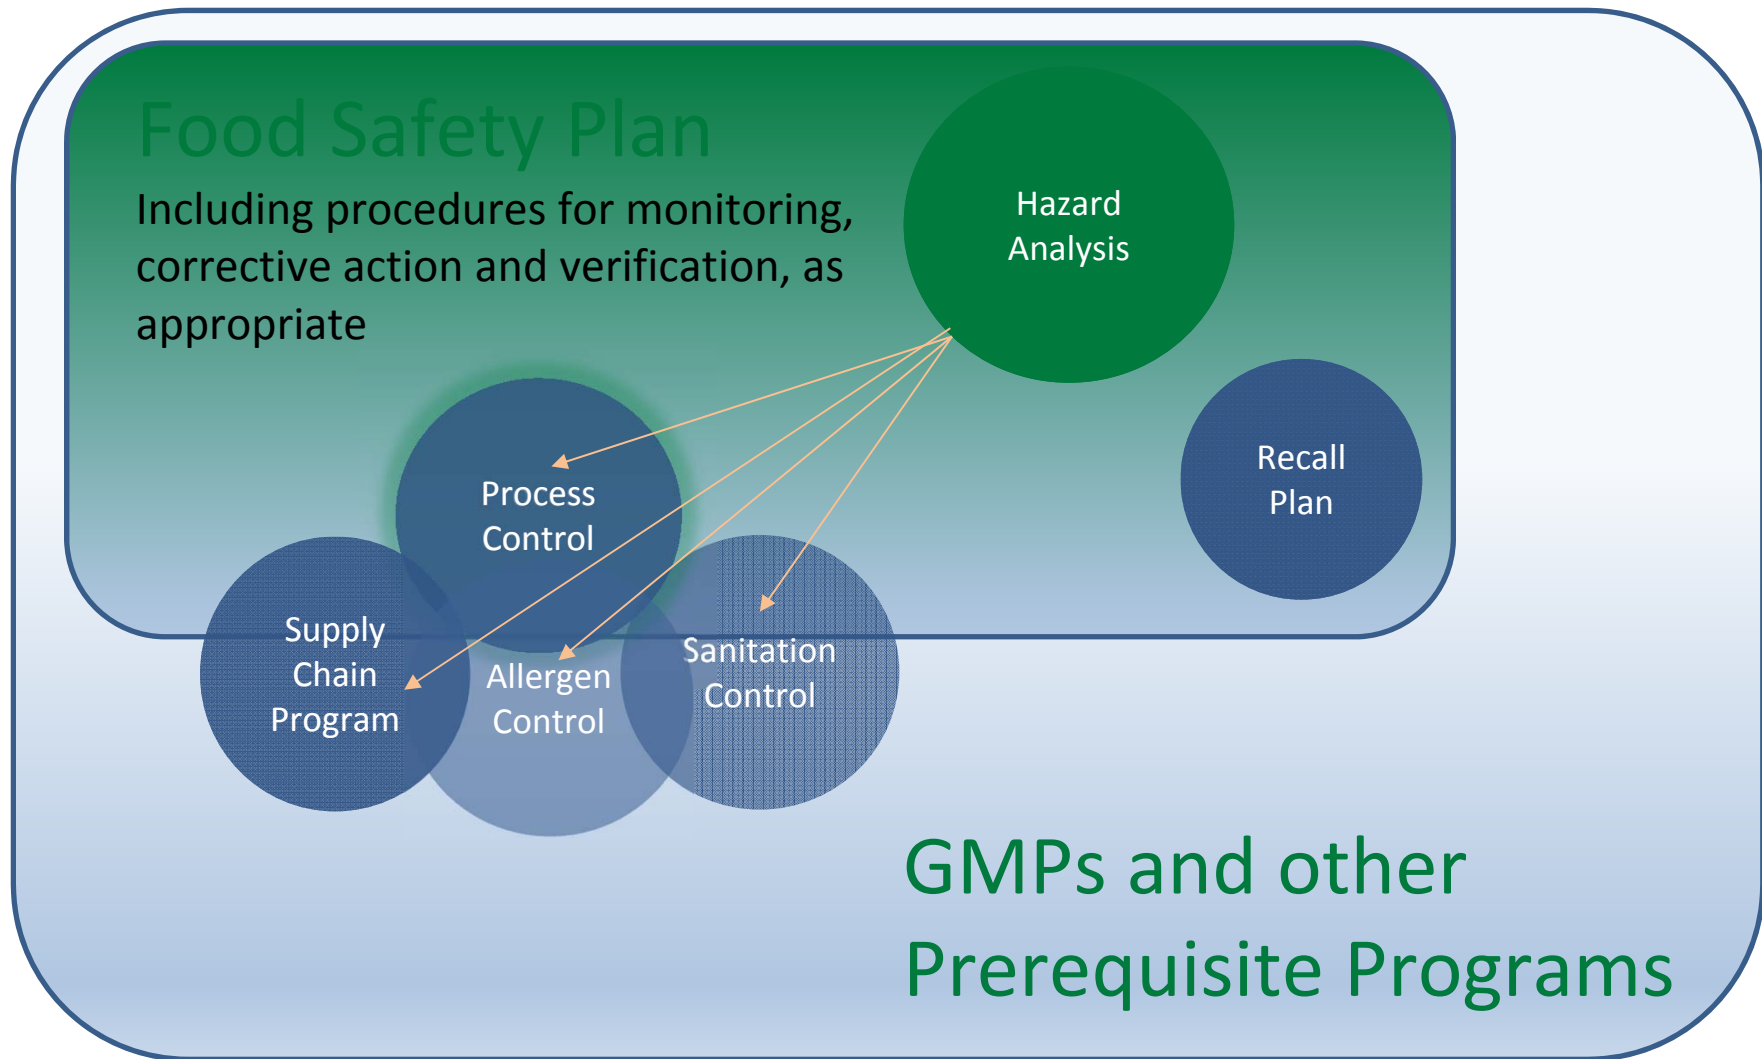 Food Safety Plan
Including procedures for monitoring,
corrective action and verification, as
appropriate
Hazard
Analysis
Recall
Plan
Process
Control
Supply
Chain
Program
Allergen
Control
Sanitation
Control
GMPs and other
Prerequisite Programs